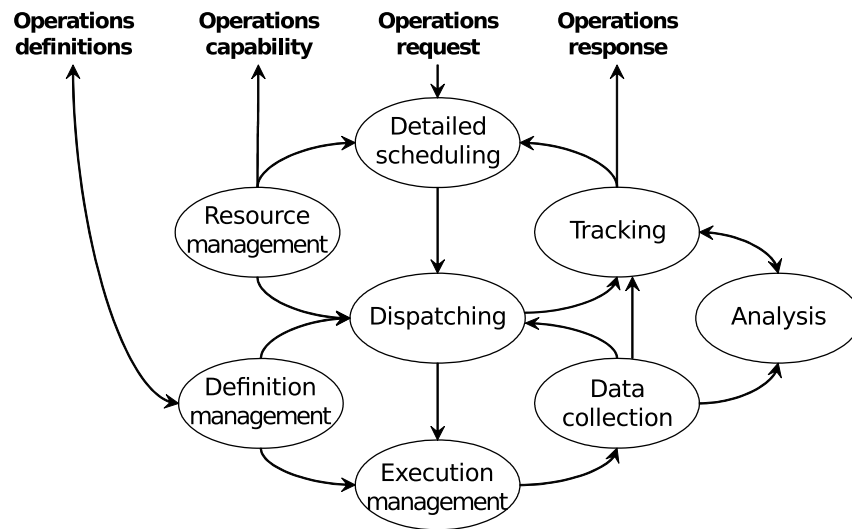 Operations
definitions
Operations
capability
Operations
request
Operations
response
Detailed
scheduling
Resource
management
Tracking
Dispatching
Analysis
Definition
management
Data
collection
Execution
management